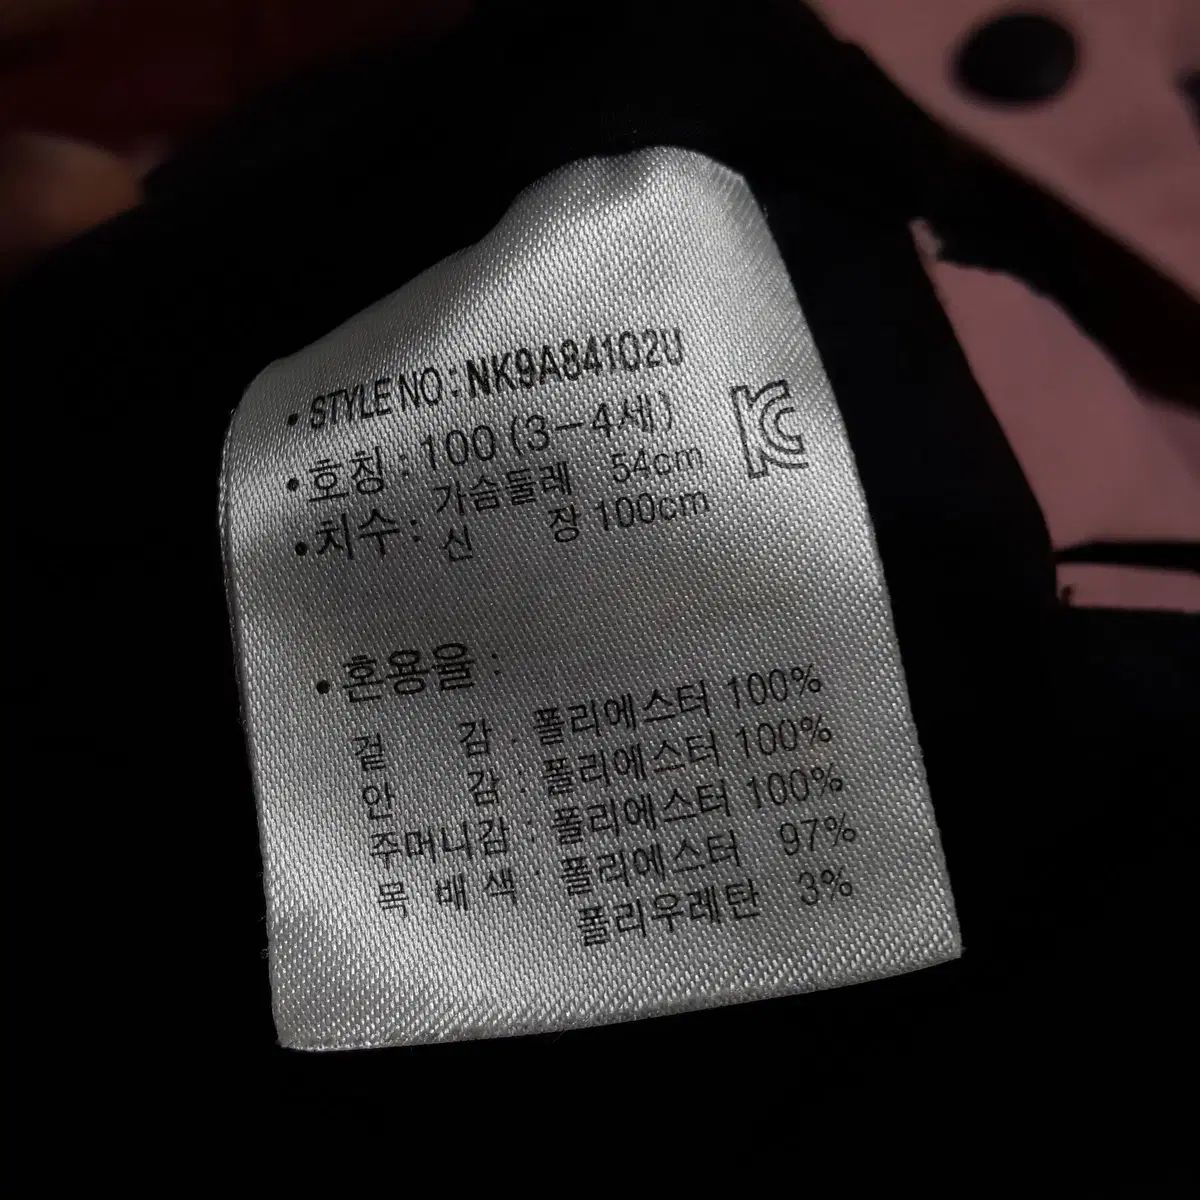 • STYLE NO : NK9A84102U
• 호칭 : 100 (3-4세)
• 치수 : 가슴둘레 54cm
신 장 100cm
• 혼용율 :
겉 감 : 폴리에스터 100%
안 감 : 폴리에스터 100%
주머니감 : 폴리에스터 100%
목 배색 : 폴리에스터 97%
폴리우레탄 3%